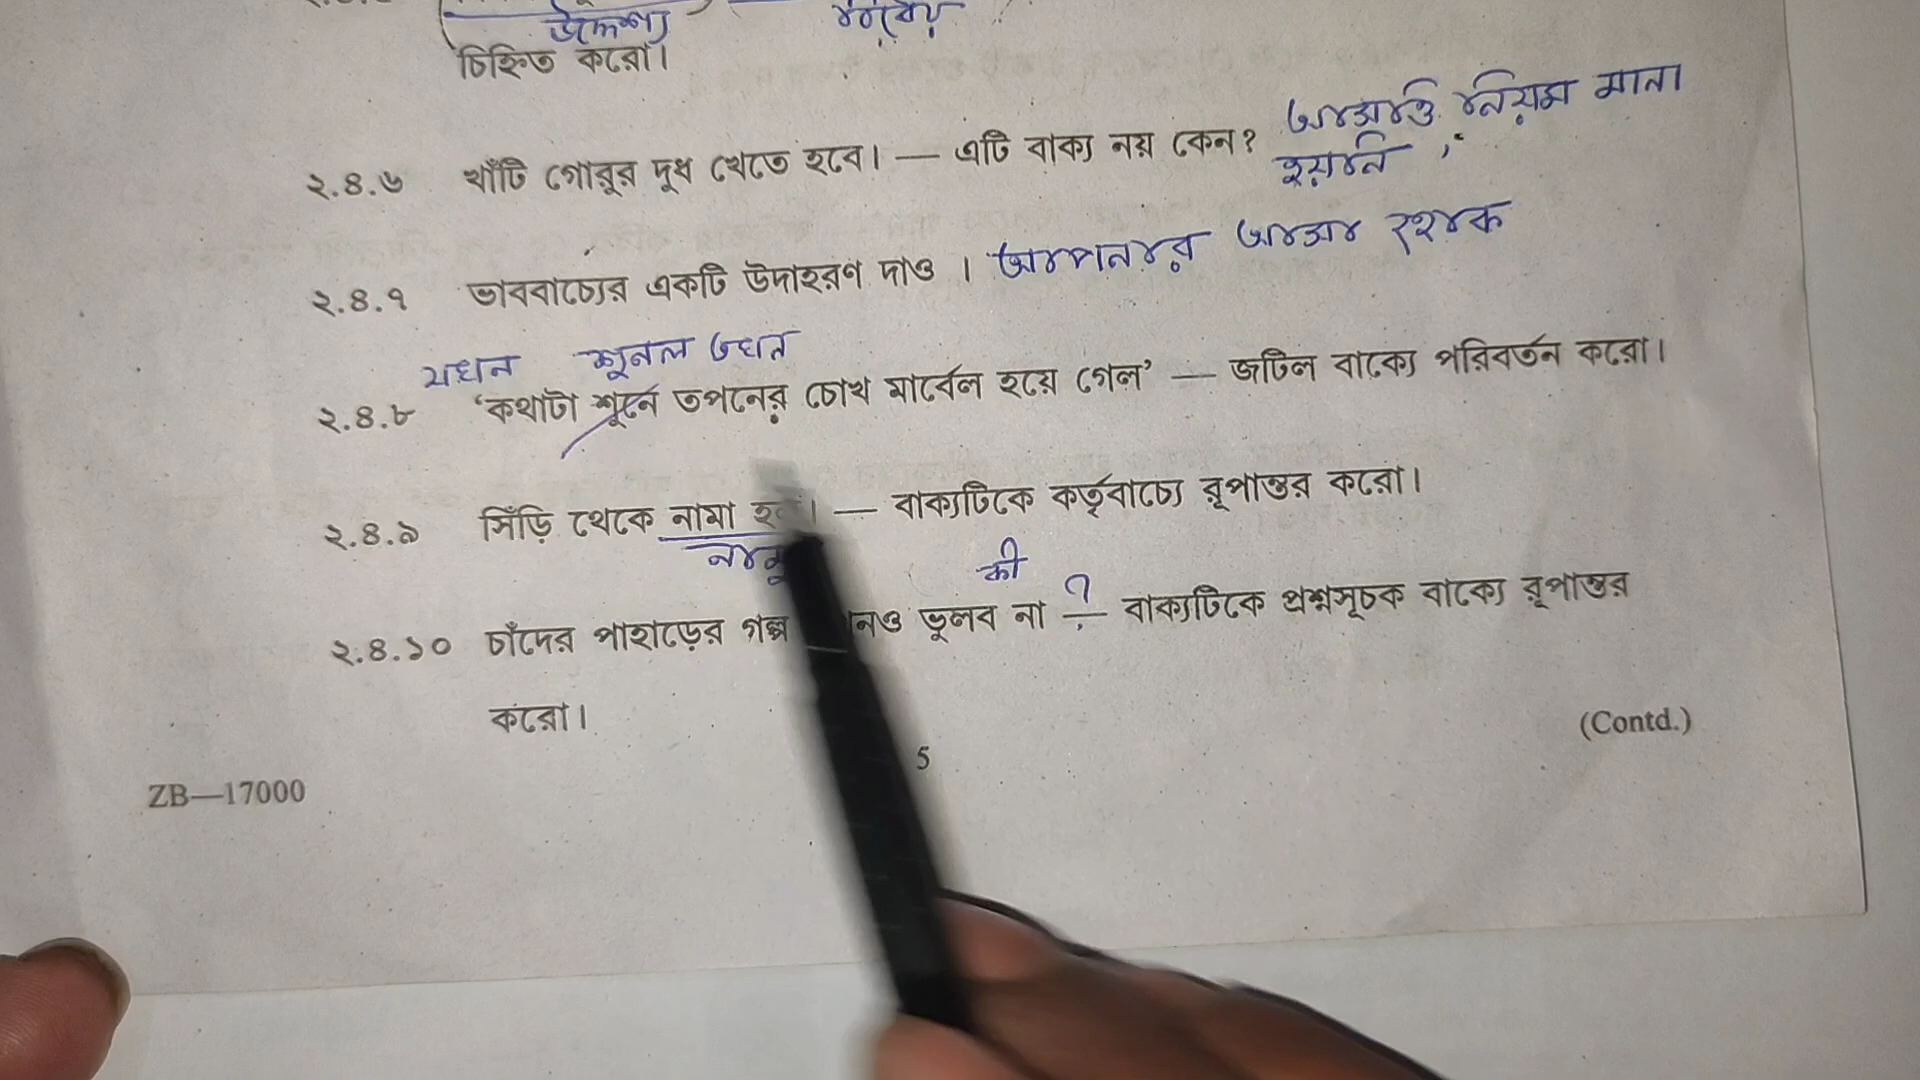 উদ্দেশ্য বিধেয়
চিহ্নিত করো।
আসত্তি নিয়ম মানা
২.৪.৬ খাঁটি গোরুর দুধ খেতে হবে। — এটি বাক্য নয় কেন? হয়নি
২.৪.৭ ভাববাচ্যের একটি উদাহরণ দাও । আপনার আসা হোক
যখন শুনল তখন
২.৪.৮ ‘কথাটা শুনে তপনের চোখ মার্বেল হয়ে গেল’ — জটিল বাক্যে পরিবর্তন করো।
২.৪.৯ সিঁড়ি থেকে নামা — বাক্যটিকে কর্তৃবাচ্যে রূপান্তর করো।
কী ?
২.৪.১০ চাঁদের পাহাড়ের গল্প ভুলব না — বাক্যটিকে প্রশ্নসূচক বাক্যে রূপান্তর
করো।
(Contd.)
5
ZB—17000